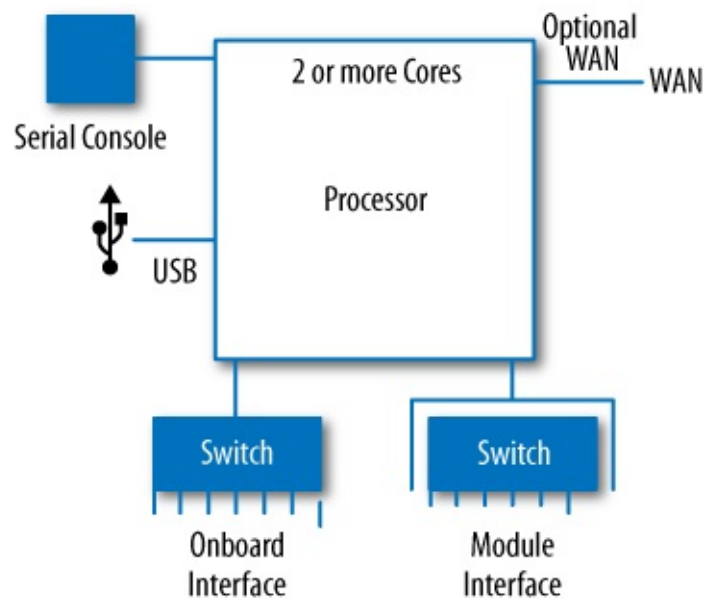 Optional
WAN
WAN
2 or more Cores
Serial Console
Processor
USB
Switch
Switch
Onboard
Interface
Module
Interface